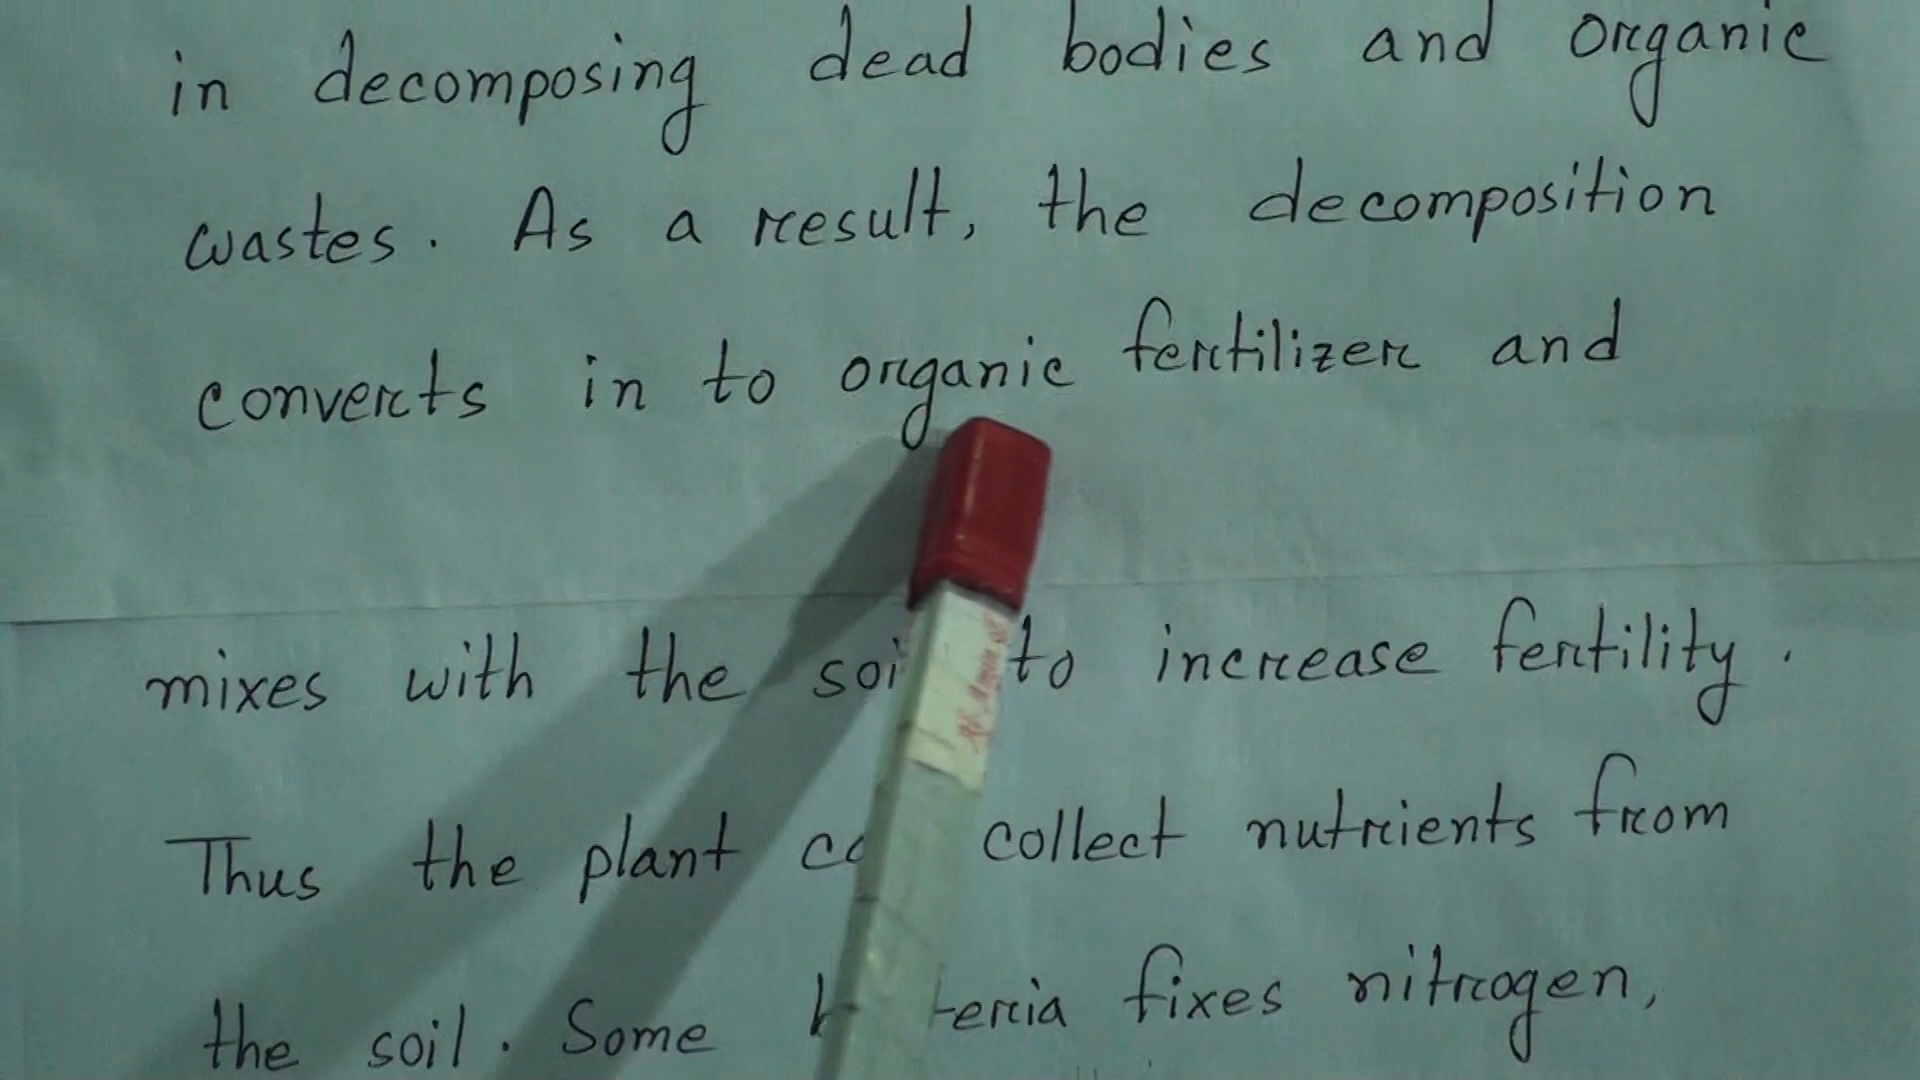 in decomposing dead bodies and organic
wastes. As a result, the decomposition
converts in to organic fertilizer and
mixes with the soi to increase fertility.
Thus the plant collect nutrients from
the soil. Some fixes nitrogen,